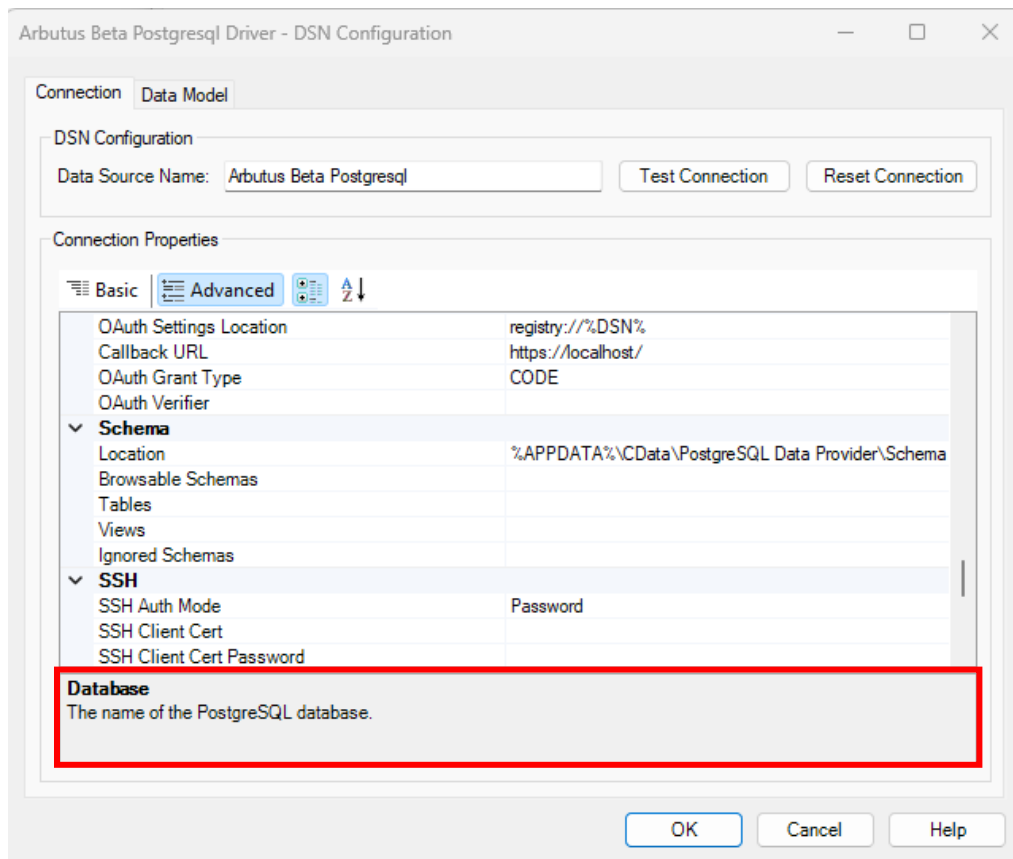 Arbutus Beta Postgresql Driver - DSN Configuration
Connection Data Model
DSN Configuration
Data Source Name: Arbutus Beta Postgresql Test Connection Reset Connection
Connection Properties
Basic Advanced AZ
OAuth Settings Location registry://%DSN%
Callback URL https://localhost/
OAuth Grant Type CODE
OAuth Verifier
Schema
Location %APPDATA%\CData\PostgreSQL Data Provider\Schema
Browsable Schemas
Tables
Views
Ignored Schemas
SSH
SSH Auth Mode Password
SSH Client Cert
SSH Client Cert Password
Database
The name of the PostgreSQL database.
OK Cancel Help